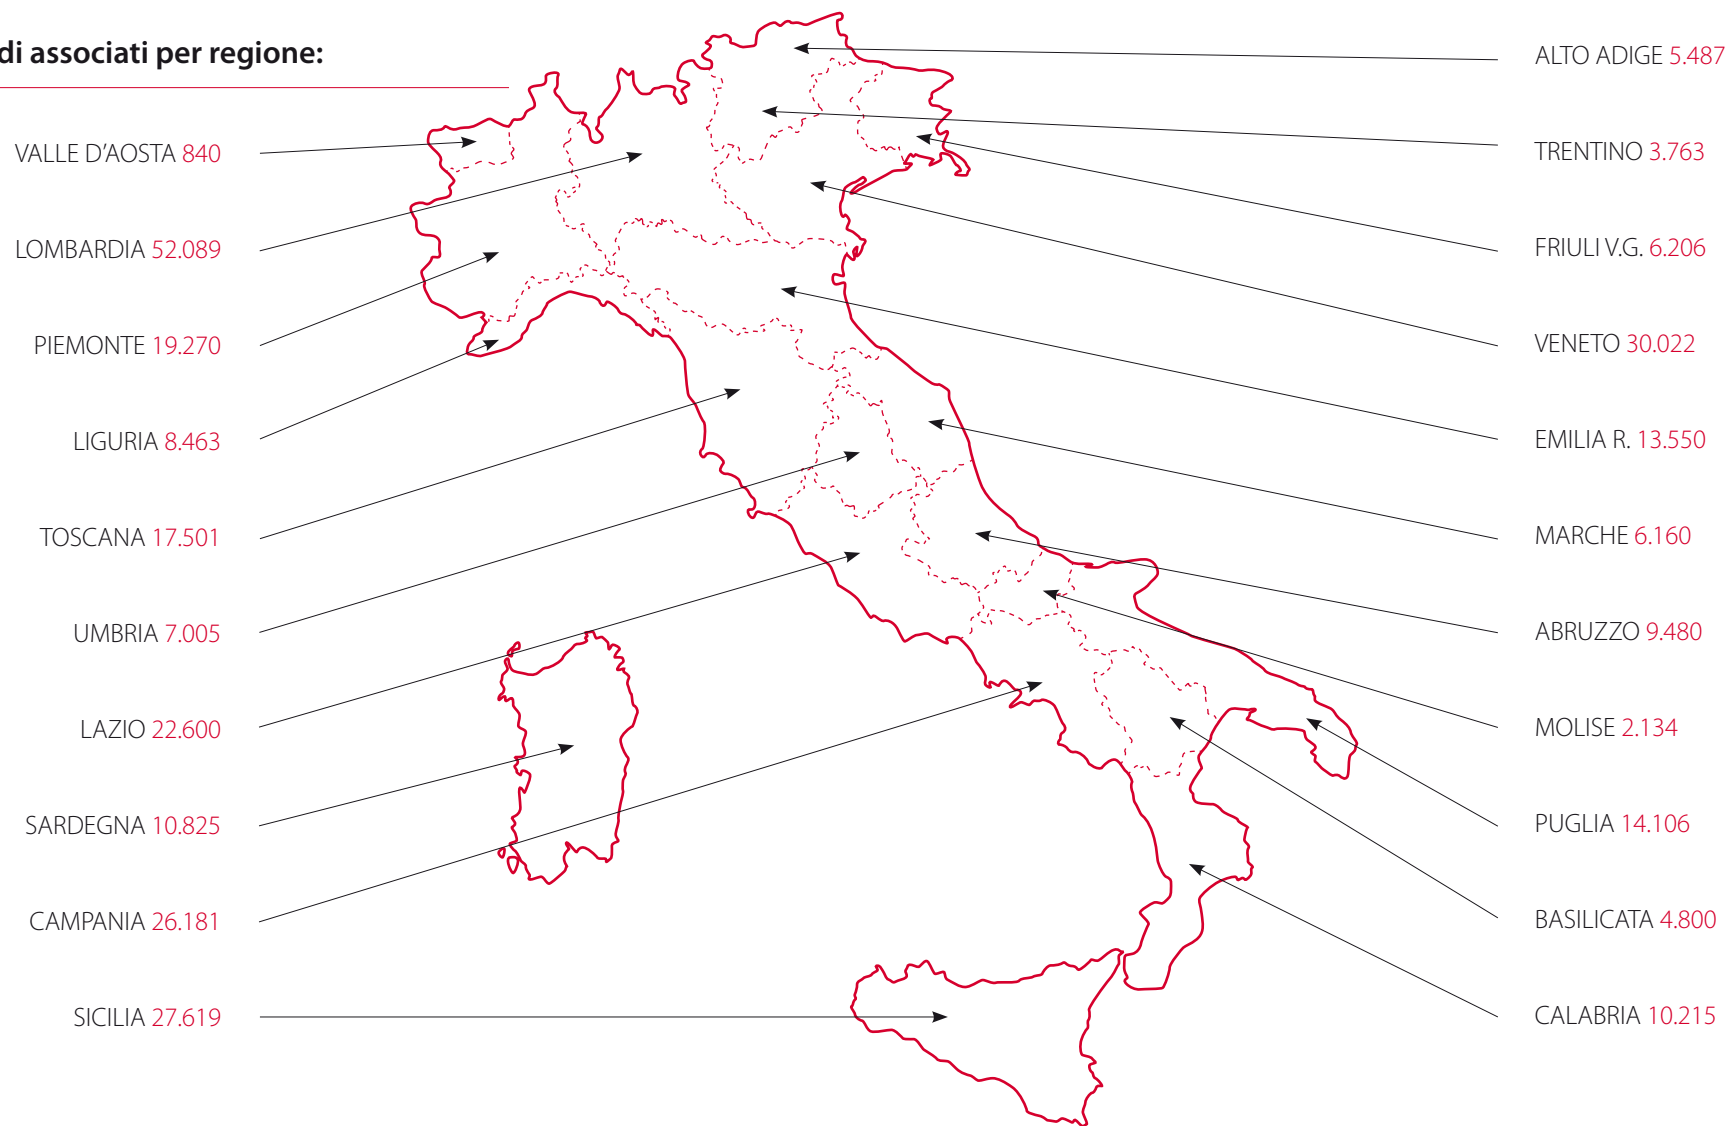 di associati per regione:
VALLE D'AOSTA 840
LOMBARDIA 52.089
PIEMONTE 19.270
LIGURIA 8.463
TOSCANA 17.501
UMBRIA 7.005
LAZIO 22.600
SARDEGNA 10.825
CAMPANIA 26.181
SICILIA 27.619
ALTO ADIGE 5.487
TRENTINO 3.763
FRIULI V.G. 6.206
VENETO 30.022
EMILIA R. 13.550
MARCHE 6.160
ABRUZZO 9.480
MOLISE 2.134
PUGLIA 14.106
BASILICATA 4.800
CALABRIA 10.215